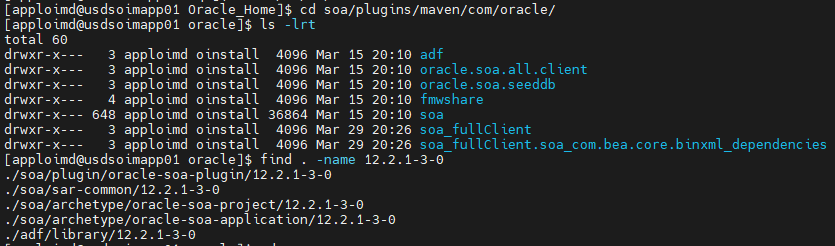 [apploimd@usdsoimapp01 Oracle_Home]$ cd soa/plugins/maven/com/oracle/
[apploimd@usdsoimapp01 oracle]$ ls -lrt
total 60
drwxr-x---   3 apploimd oinstall  4096 Mar 15 20:10 adf
drwxr-x---   3 apploimd oinstall  4096 Mar 15 20:10 oracle.soa.all.client
drwxr-x---   3 apploimd oinstall  4096 Mar 15 20:10 oracle.soa.seeddb
drwxr-x---   4 apploimd oinstall  4096 Mar 15 20:10 fmwshare
drwxr-x--- 648 apploimd oinstall 36864 Mar 15 20:10 soa
drwxr-x---   3 apploimd oinstall  4096 Mar 29 20:26 soa_fullClient
drwxr-x---   3 apploimd oinstall  4096 Mar 29 20:26 soa_fullClient.soa_com.bea.core.binxml_dependencies
[apploimd@usdsoimapp01 oracle]$ find . -name 12.2.1-3-0
./soa/plugin/oracle-soa-plugin/12.2.1-3-0
./soa/sar-common/12.2.1-3-0
./soa/archetype/oracle-soa-project/12.2.1-3-0
./soa/archetype/oracle-soa-application/12.2.1-3-0
./adf/library/12.2.1-3-0